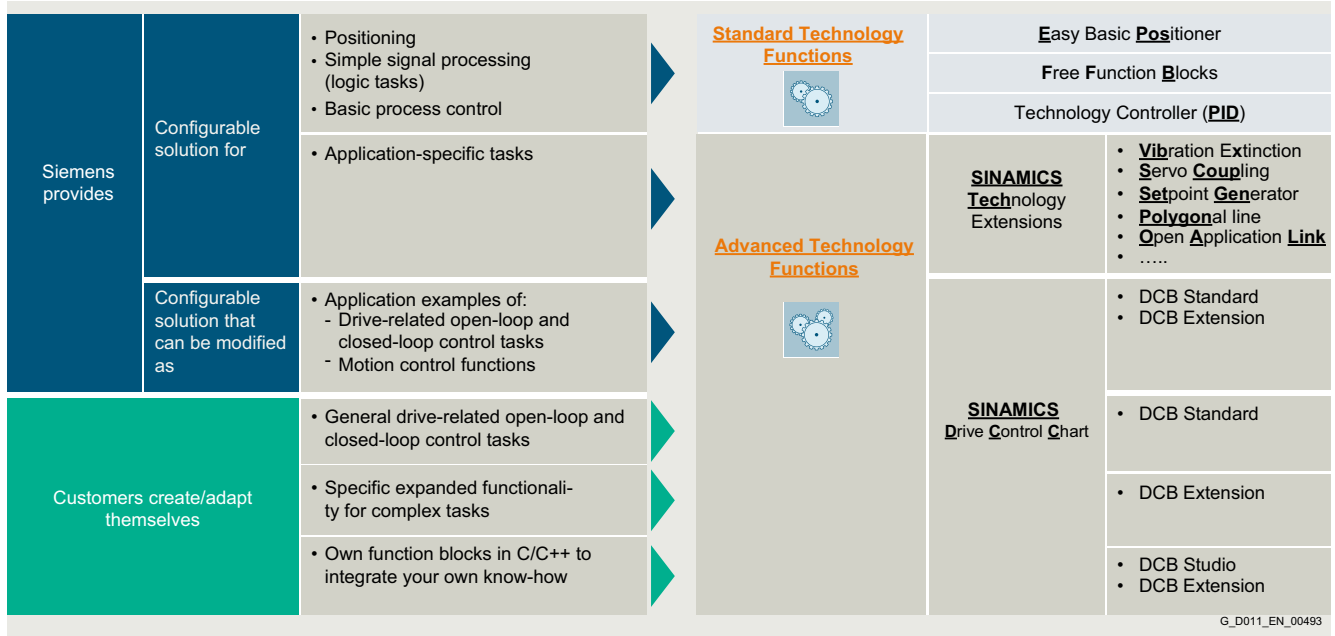 Siemens
provides
Configurable
solution for
• Positioning
• Simple signal processing
(logic tasks)
• Basic process control
• Application-specific tasks
Configurable
solution that
can be modified
as
• Application examples of:
- Drive-related open-loop and
closed-loop control tasks
- Motion control functions
Customers create/adapt
themselves
• General drive-related open-loop and
closed-loop control tasks
• Specific expanded functionali-
ty for complex tasks
• Own function blocks in C/C++ to
integrate your own know-how
Standard Technology
Functions
Easy Basic Positioner
Free Function Blocks
Technology Controller (PID)
Advanced Technology
Functions
SINAMICS
Technology
Extensions
• Vibration Extinction
• Servo Coupling
• Setpoint Generator
• Polygonal line
• Open Application Link
• …..
SINAMICS
Drive Control Chart
• DCB Standard
• DCB Extension
• DCB Standard
• DCB Extension
• DCB Studio
• DCB Extension
G_D011_EN_00493